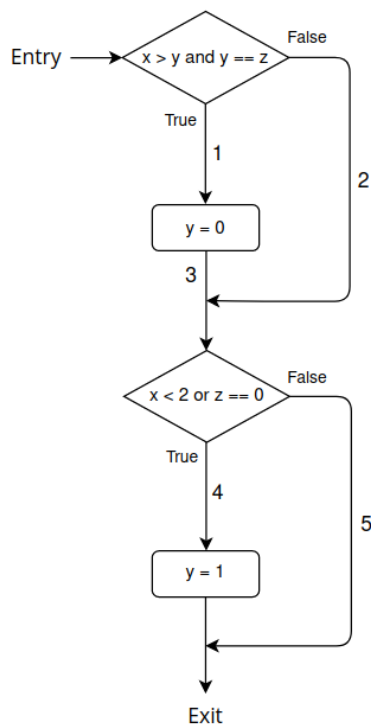 False
Entry
x > y and y == z
True
1
2
y = 0
3
False
x < 2 or z == 0
True
4
5
y = 1
Exit